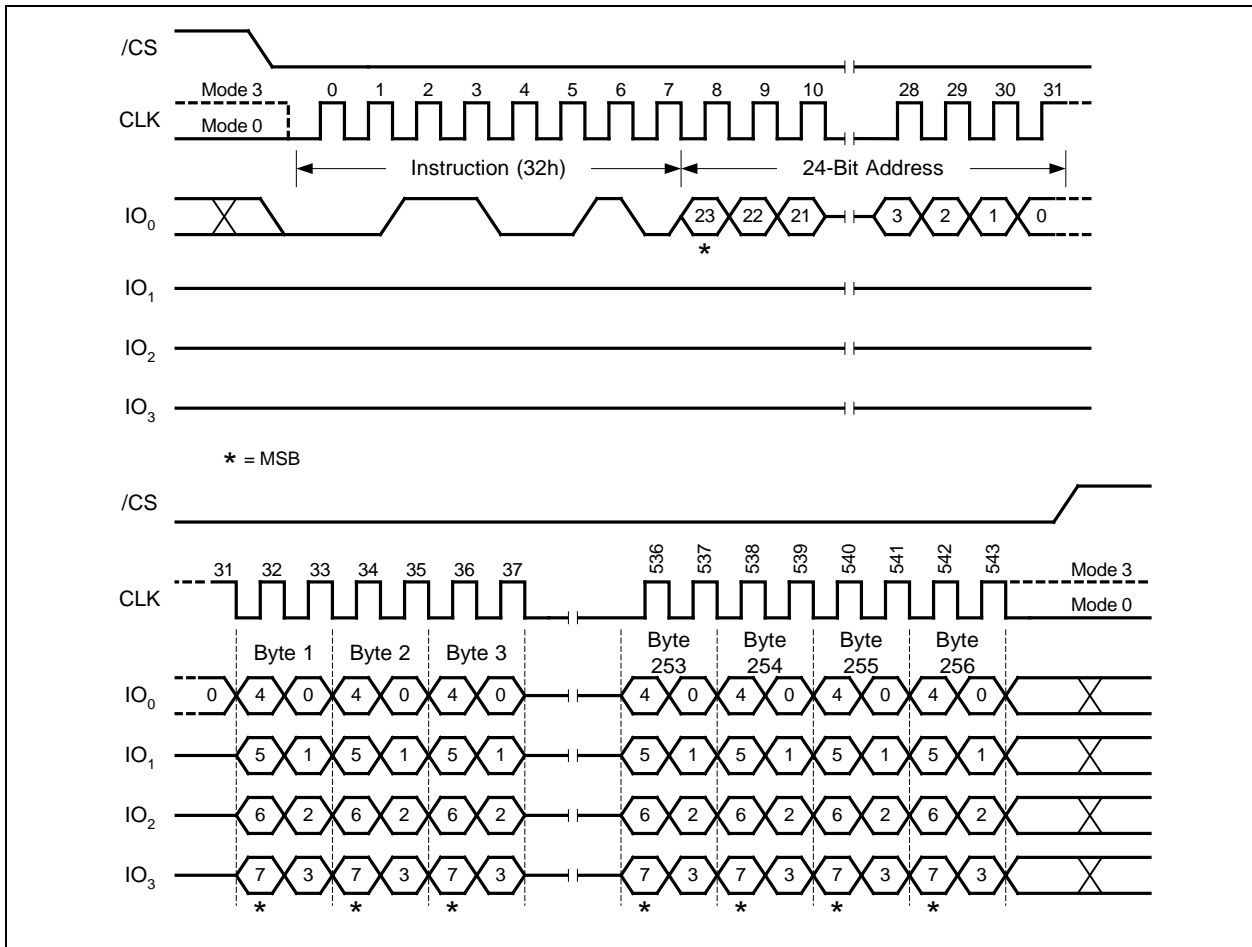 /CS
Mode 3 0 1 2 3 4 5 6 7 8 9 10 28 29 30 31
CLK
Mode 0
Instruction (32h) 24-Bit Address
IO0 23 22 21 3 2 1 0
*
IO1
IO2
IO3
* = MSB
/CS
31 32 33 34 35 36 37 536 537 538 539 540 541 542 543 Mode 3
CLK
Mode 0
Byte 1 Byte 2 Byte 3 Byte 253 Byte 254 Byte 255 Byte 256
IO0 0 4 0 4 0 4 0 4 0 4 0 4 0 4 0
IO1 5 1 5 1 5 1 5 1 5 1 5 1 5 1
IO2 6 2 6 2 6 2 6 2 6 2 6 2 6 2
IO3 7 3 7 3 7 3 7 3 7 3 7 3 7 3
* * * * * * *